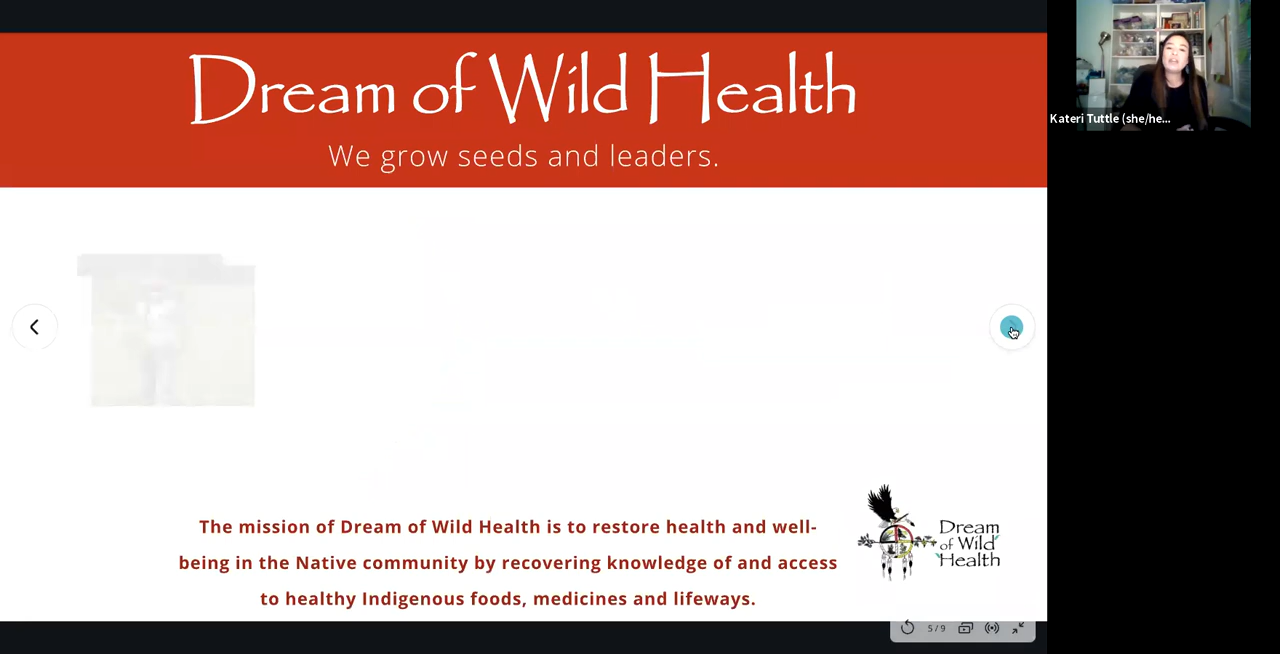 Dream of Wild Health
We grow seeds and leaders.
Kateri Tuttle (she/he...
The mission of Dream of Wild Health is to restore health and well-
being in the Native community by recovering knowledge of and access
to healthy Indigenous foods, medicines and lifeways.
Dream
of Wild
Health
5/9